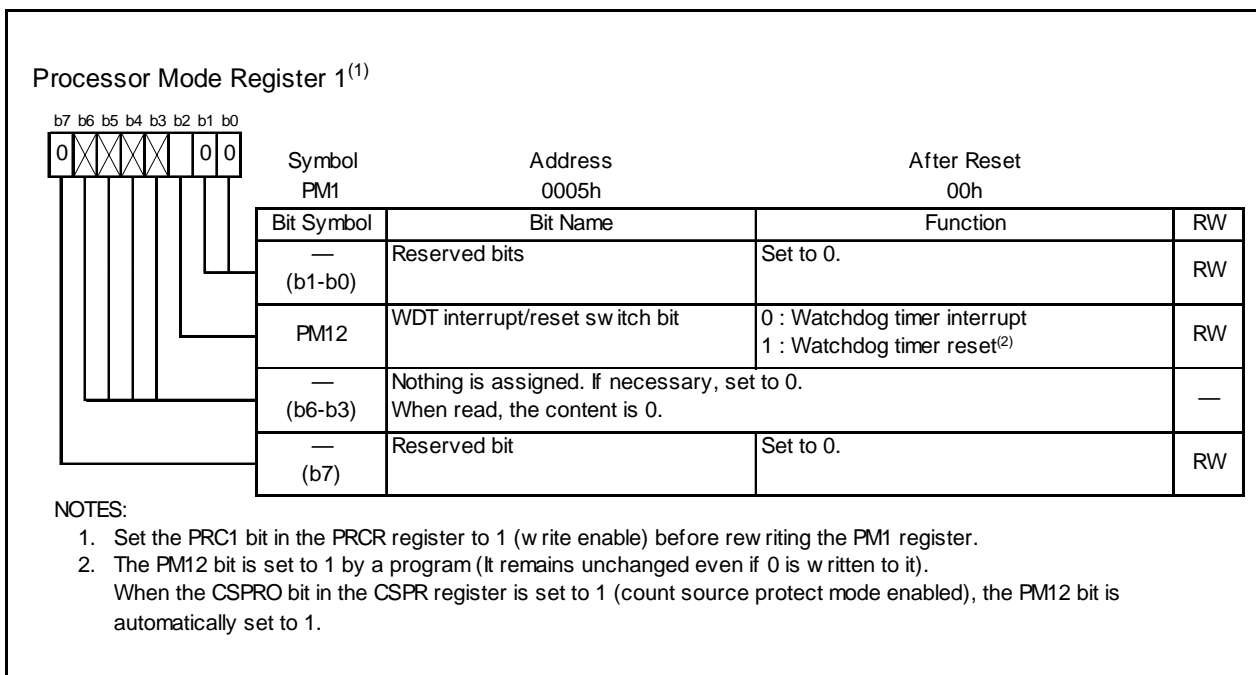 Processor Mode Register 1(1)
b7 b6 b5 b4 b3 b2 b1 b0
0 0 0
Symbol Address After Reset
PM1 0005h 00h
Bit Symbol Bit Name Function RW
— (b1-b0) Reserved bits Set to 0. RW
PM12 WDT interrupt/reset switch bit 0 : Watchdog timer interrupt RW
1 : Watchdog timer reset(2)
— (b6-b3) Nothing is assigned. If necessary, set to 0. —
When read, the content is 0.
— (b7) Reserved bit Set to 0. RW
NOTES:
1. Set the PRC1 bit in the PRCR register to 1 (write enable) before rewriting the PM1 register.
2. The PM12 bit is set to 1 by a program (It remains unchanged even if 0 is written to it).
When the CSPRO bit in the CSPR register is set to 1 (count source protect mode enabled), the PM12 bit is
automatically set to 1.